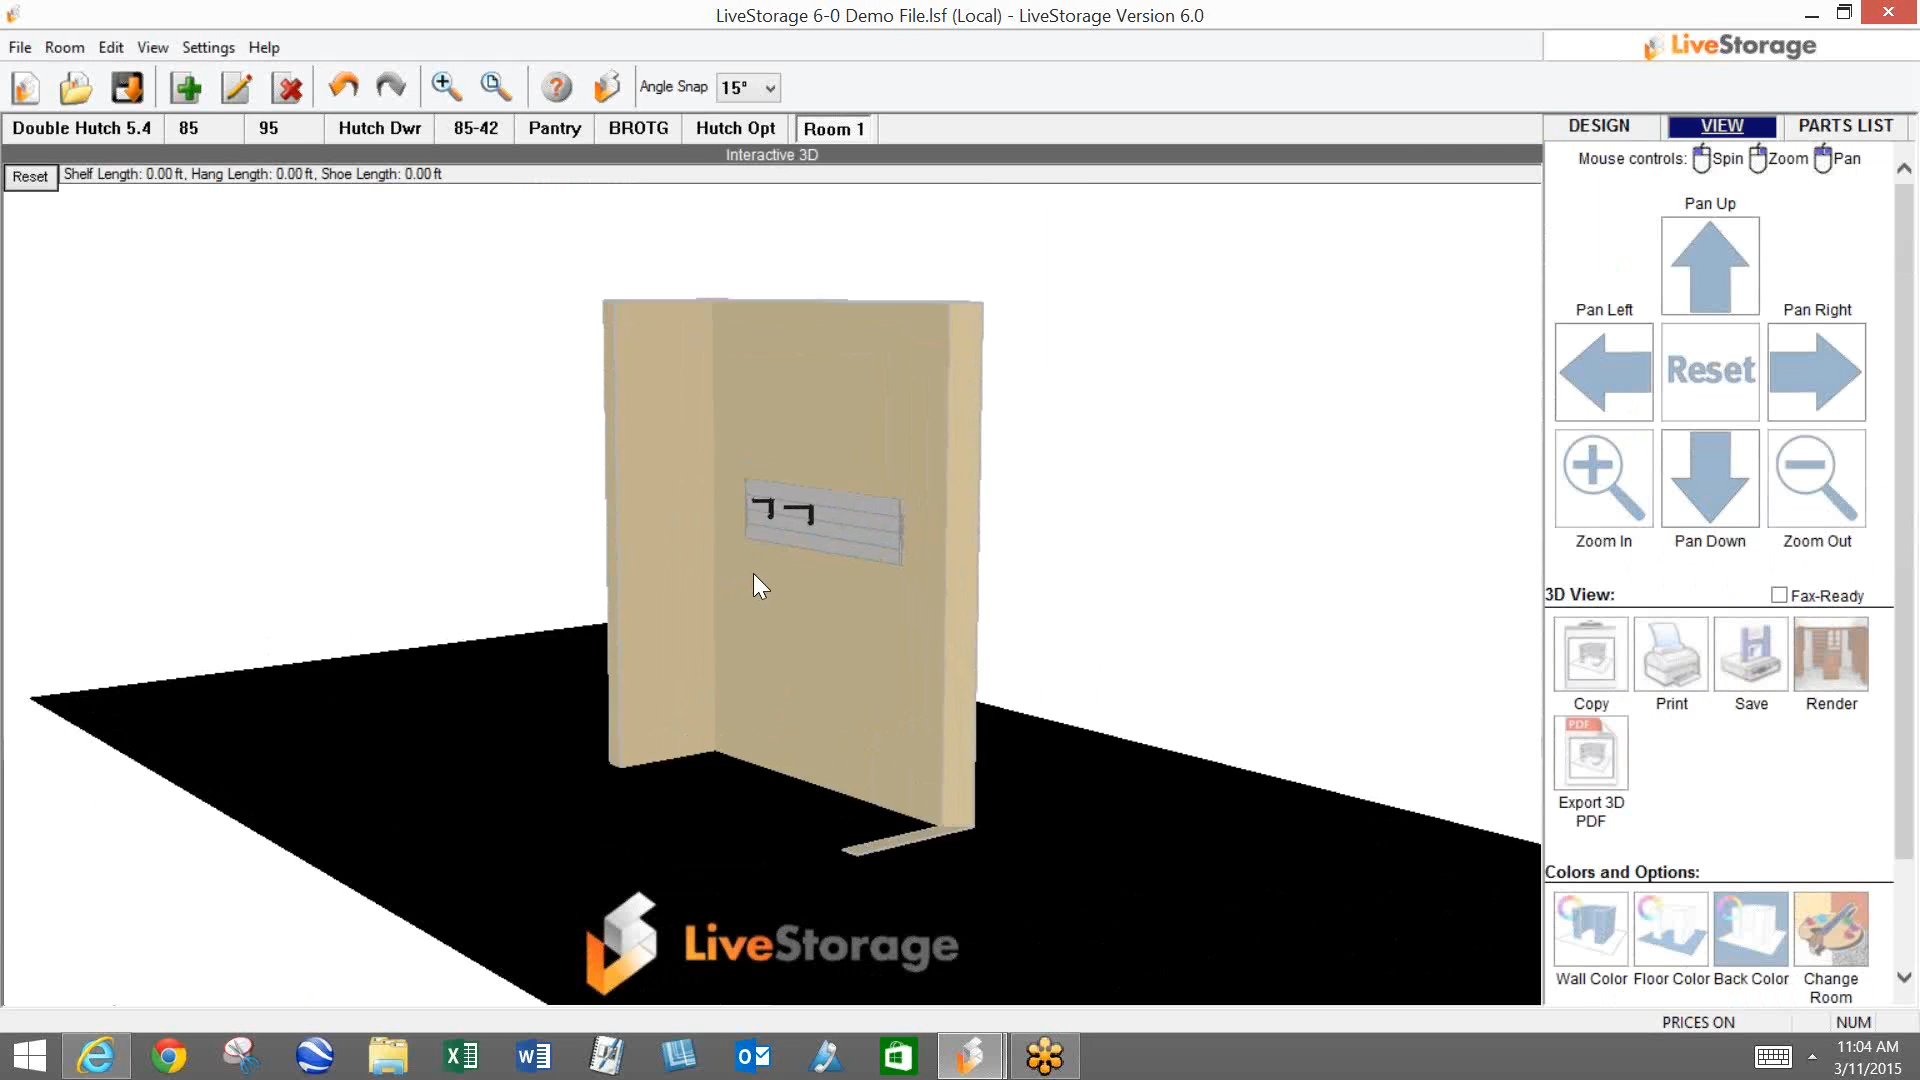 LiveStorage 6-0 Demo File.lsf (Local) - LiveStorage Version 6.0
File Room Edit View Settings Help
LiveStorage
Angle Snap 15°
Double Hutch 5.4 85 95 Hutch Dwr 85-42 Pantry BROTG Hutch Opt Room 1
DESIGN VIEW PARTS LIST
Interactive 3D
Reset Shelf Length: 0.00 ft, Hang Length: 0.00 ft, Shoe Length: 0.00 ft
Mouse controls: Spin Zoom Pan
Pan Up
Pan Left Pan Right
Reset
Zoom In Pan Down Zoom Out
3D View: Fax-Ready
Copy Print Save Render
PDF
Export 3D
PDF
Colors and Options:
Wall Color Floor Color Back Color Change
Room
LiveStorage
PRICES ON NUM
11:04 AM
3/11/2015